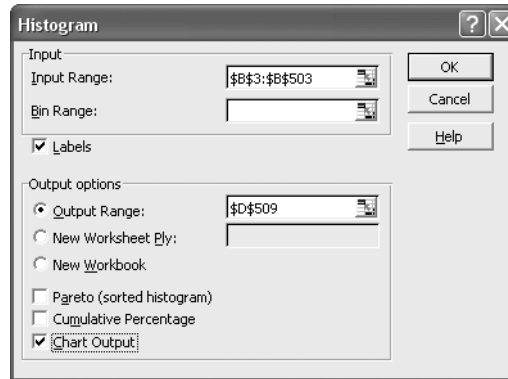 Histogram
Input
Input Range:
$B$3:$B$503
Bin Range:
Labels
OK
Cancel
Help
Output options
Output Range:
$D$509
New Worksheet Ply:
New Workbook
Pareto (sorted histogram)
Cumulative Percentage
Chart Output